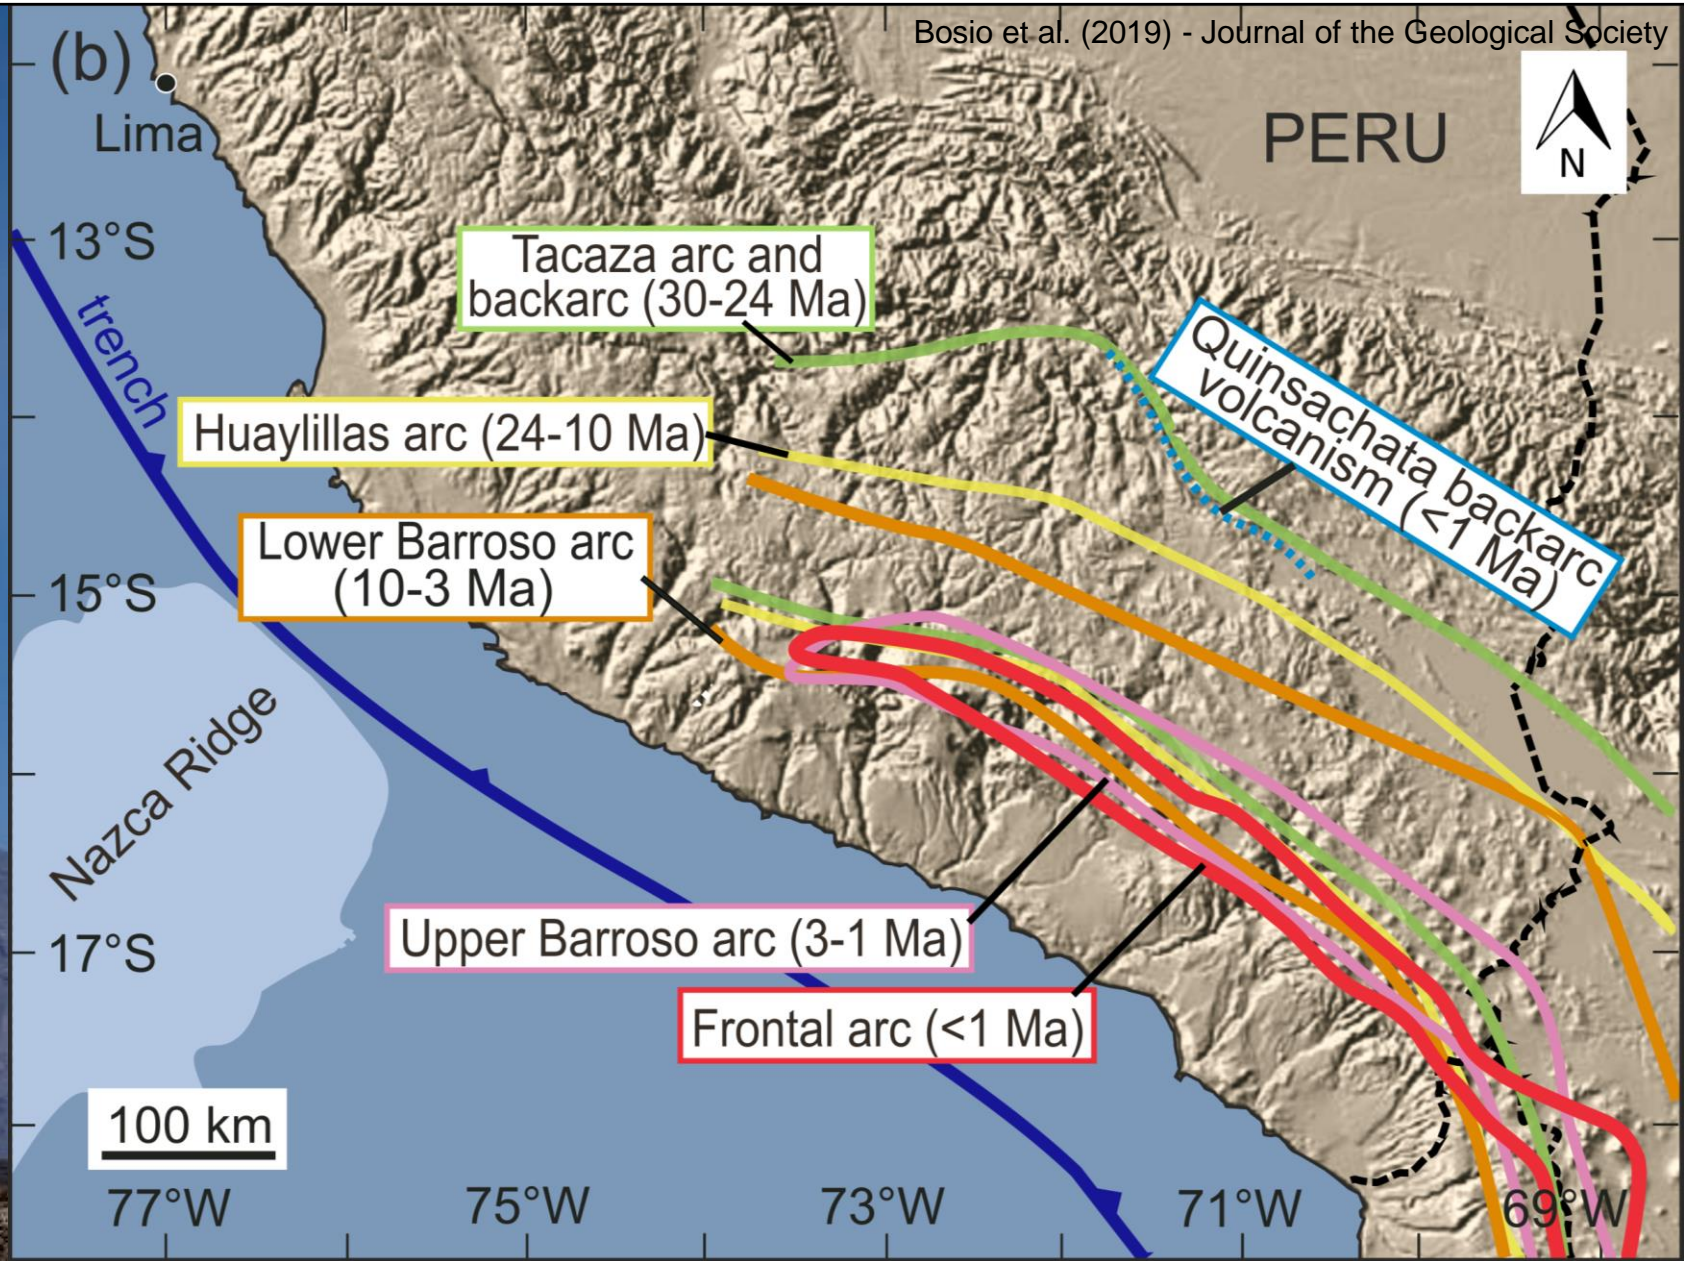 Bosio et al. (2019) - Journal of the Geological Society
(b)
Lima
PERU
N
13°S
Tacaza arc and
backarc (30-24 Ma)
trench
Quinsachata backarc
volcanism (<1 Ma)
Huaylillas arc (24-10 Ma)
Lower Barroso arc
(10-3 Ma)
15°S
Nazca Ridge
Upper Barroso arc (3-1 Ma)
17°S
Frontal arc (<1 Ma)
100 km
77°W
75°W
73°W
71°W
69°W